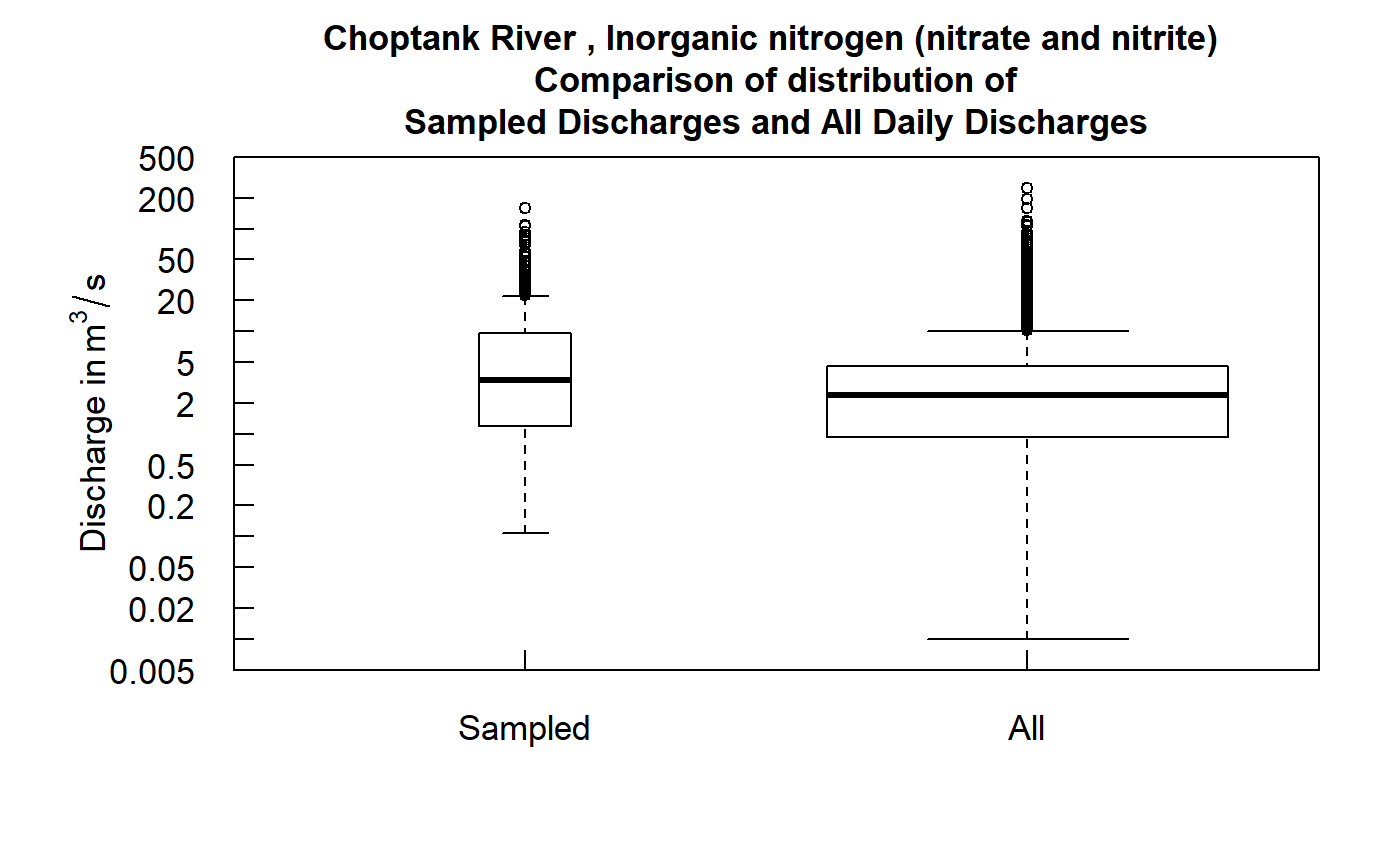 Choptank River , Inorganic nitrogen (nitrate and nitrite)
Comparison of distribution of
Sampled Discharges and All Daily Discharges
Discharge in m³/s
500
200
50
20
5
2
0.5
0.2
0.05
0.02
0.005
Sampled
All